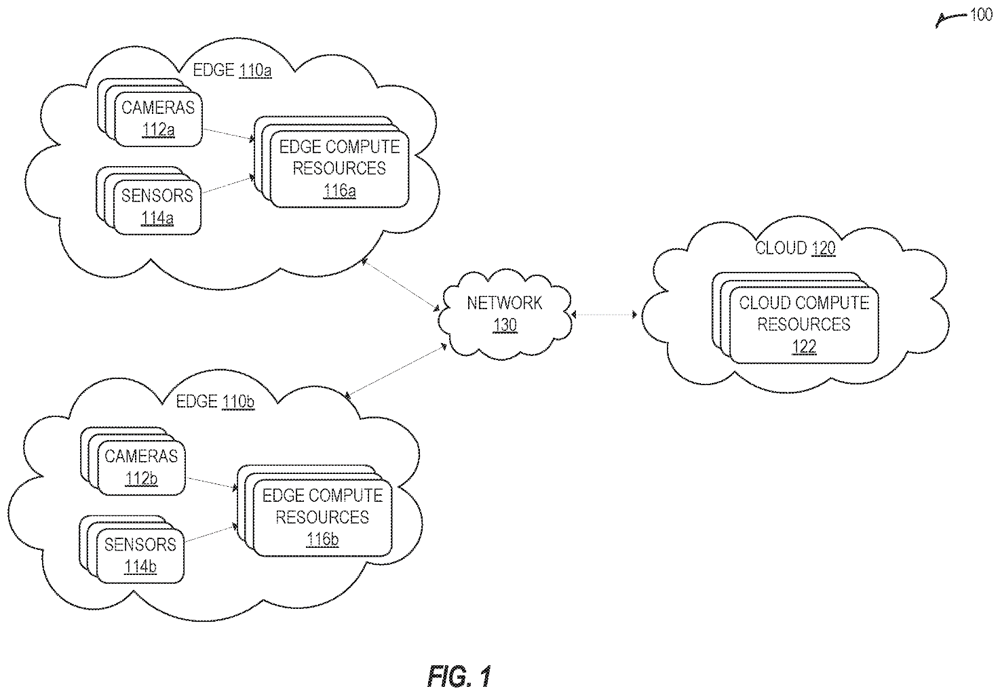 100
EDGE 110a
CAMERAS
112a
EDGE COMPUTE
RESOURCES
116a
SENSORS
114a
CLOUD 120
NETWORK
130
CLOUD COMPUTE
RESOURCES
122
EDGE 110b
CAMERAS
112b
EDGE COMPUTE
RESOURCES
116b
SENSORS
114b
FIG. 1